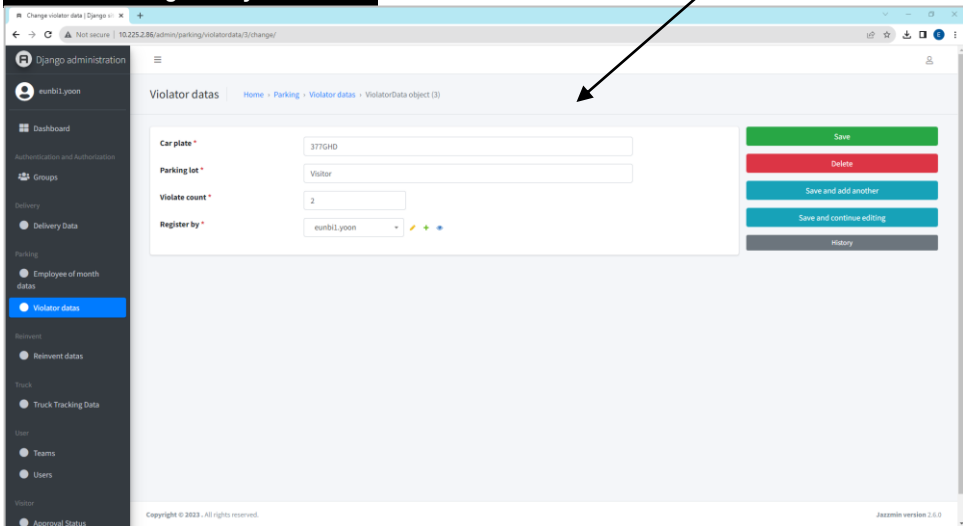 Change violator data | Django sit
Not secure | 10.225.2.86/admin/parking/violatordata/3/change/
Django administration
eunbi1.yoon
Violator datas
Home › Parking › Violator datas › ViolatorData object (3)
Dashboard
Authentication and Authorization
Groups
Delivery
Delivery Data
Parking
Employee of month
datas
Violator datas
Reinvent
Reinvent datas
Truck
Truck Tracking Data
User
Teams
Users
Visitor
Approval Status
Car plate *
377GHD
Parking lot *
Visitor
Violate count *
2
Register by *
eunbi1.yoon
Save
Delete
Save and add another
Save and continue editing
History
Copyright © 2023 . All rights reserved.
Jazzmin version 2.6.0
E